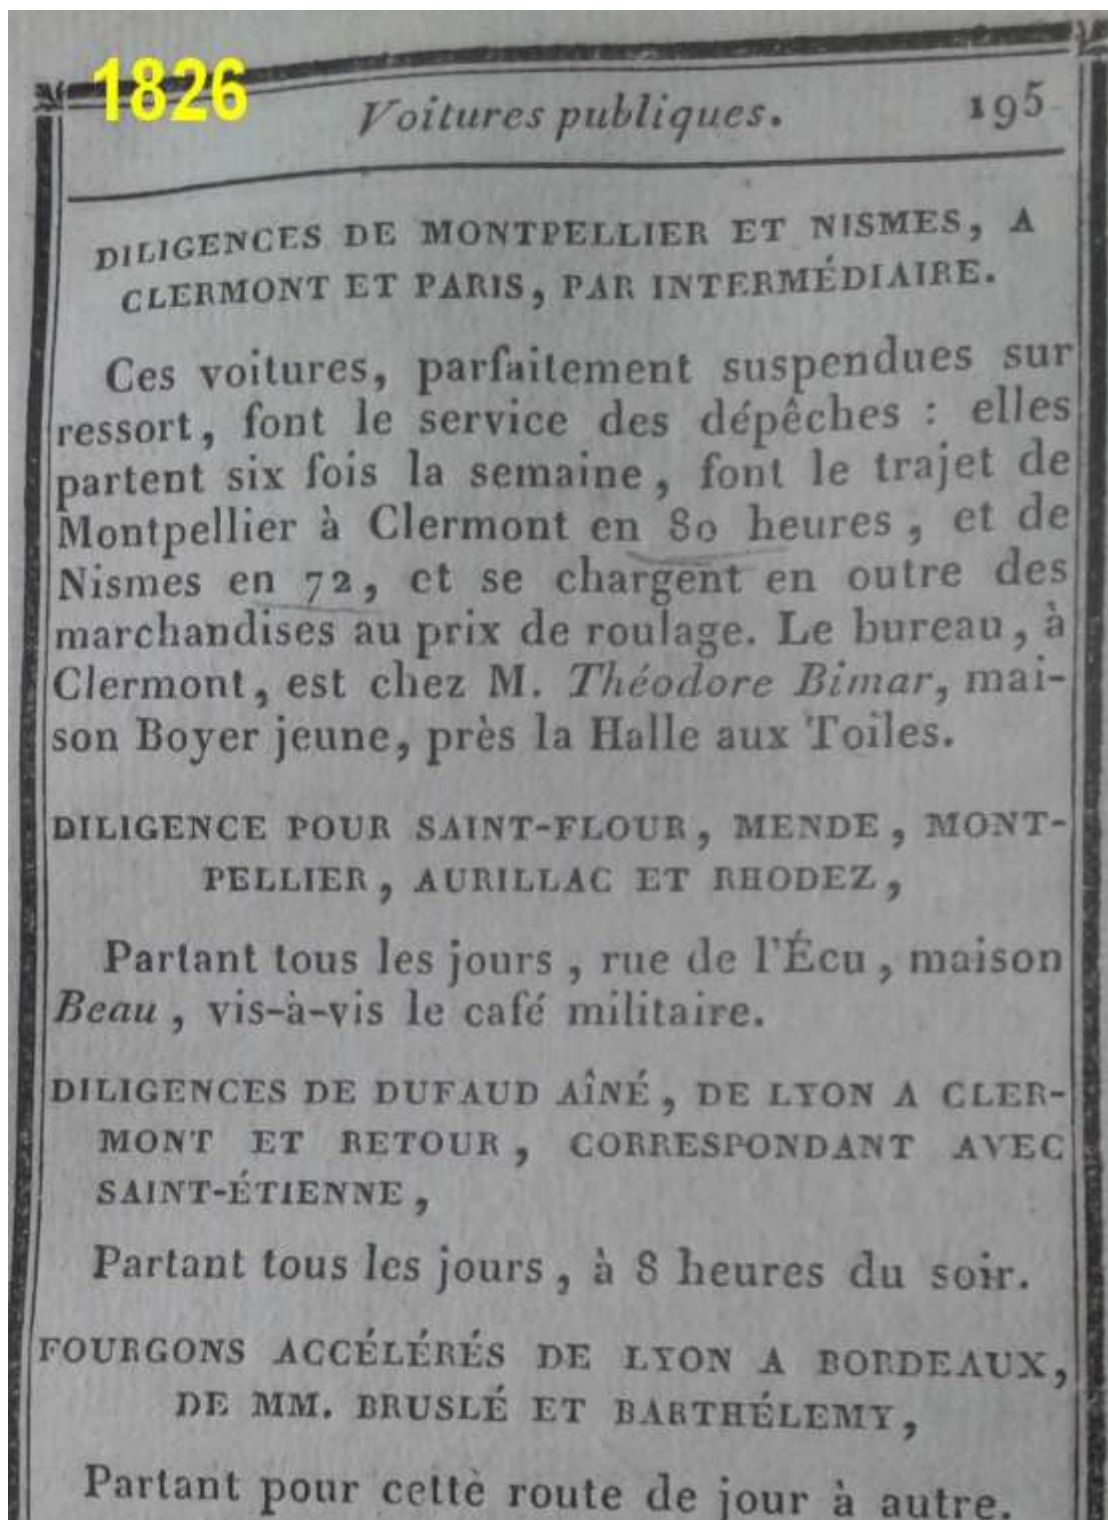 1826
Voitures publiques. 195
DILIGENCES DE MONTPELLIER ET NISMES, A
CLERMONT ET PARIS, PAR INTERMÉDIAIRE.
Ces voitures, parfaitement suspendues sur
ressort, font le service des dépêches : elles
partent six fois la semaine, font le trajet de
Montpellier à Clermont en 80 heures, et de
Nismes en 72, et se chargent en outre des
marchandises au prix de roulage. Le bureau, à
Clermont, est chez M. Théodore Bimar, mai-
son Boyer jeune, près la Halle aux Toiles.
DILIGENCE POUR SAINT-FLOUR, MENDE, MONT-
PELLIER, AURILLAC ET RHODEZ,
Partant tous les jours, rue de l'Écu, maison
Beau, vis-à-vis le café militaire.
DILIGENCES DE DUFAUD AÎNÉ, DE LYON A CLER-
MONT ET RETOUR, CORRESPONDANT AVEC
SAINT-ÉTIENNE,
Partant tous les jours, à 8 heures du soir.
FOURGONS ACCÉLÉRÉS DE LYON A BORDEAUX,
DE MM. BRUSLÉ ET BARTHÉLEMY,
Partant pour cette route de jour à autre.